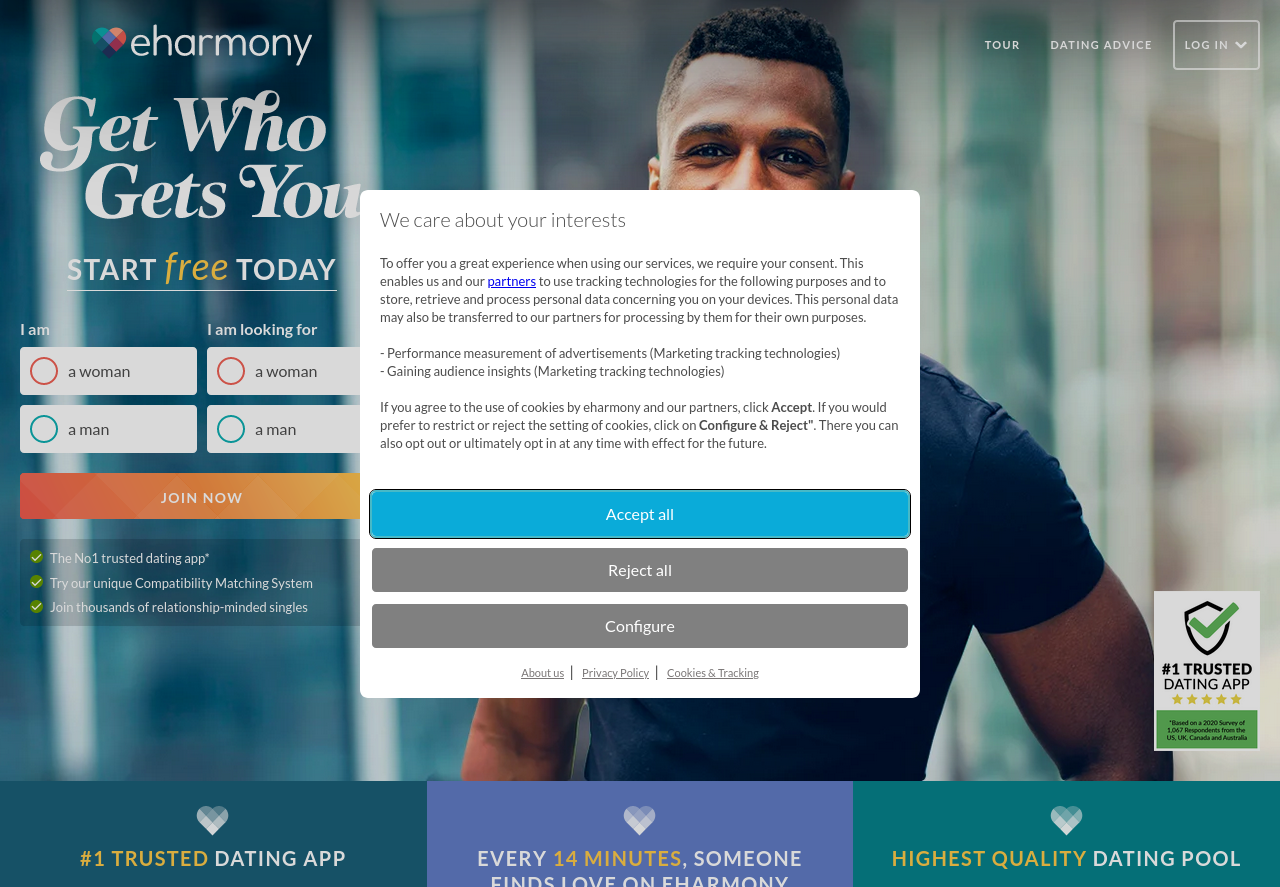 eharmony
TOUR
DATING ADVICE
LOG IN
Get Who
Gets You
START free TODAY
I am
I am looking for
a woman
a woman
a man
a man
JOIN NOW
The No1 trusted dating app*
Try our unique Compatibility Matching System
Join thousands of relationship-minded singles
We care about your interests
To offer you a great experience when using our services, we require your consent. This
enables us and our partners to use tracking technologies for the following purposes and to
store, retrieve and process personal data concerning you on your devices. This personal data
may also be transferred to our partners for processing by them for their own purposes.
- Performance measurement of advertisements (Marketing tracking technologies)
- Gaining audience insights (Marketing tracking technologies)
If you agree to the use of cookies by eharmony and our partners, click Accept. If you would
prefer to restrict or reject the setting of cookies, click on Configure & Reject". There you can
also opt out or ultimately opt in at any time with effect for the future.
Accept all
Reject all
Configure
About us
Privacy Policy
Cookies & Tracking
#1 TRUSTED
DATING APP
*Based on a 2020 Survey of
1,067 Respondents from the
US, UK, Canada and Australia
#1 TRUSTED DATING APP
EVERY 14 MINUTES, SOMEONE
FINDS LOVE ON EHARMONY
HIGHEST QUALITY DATING POOL